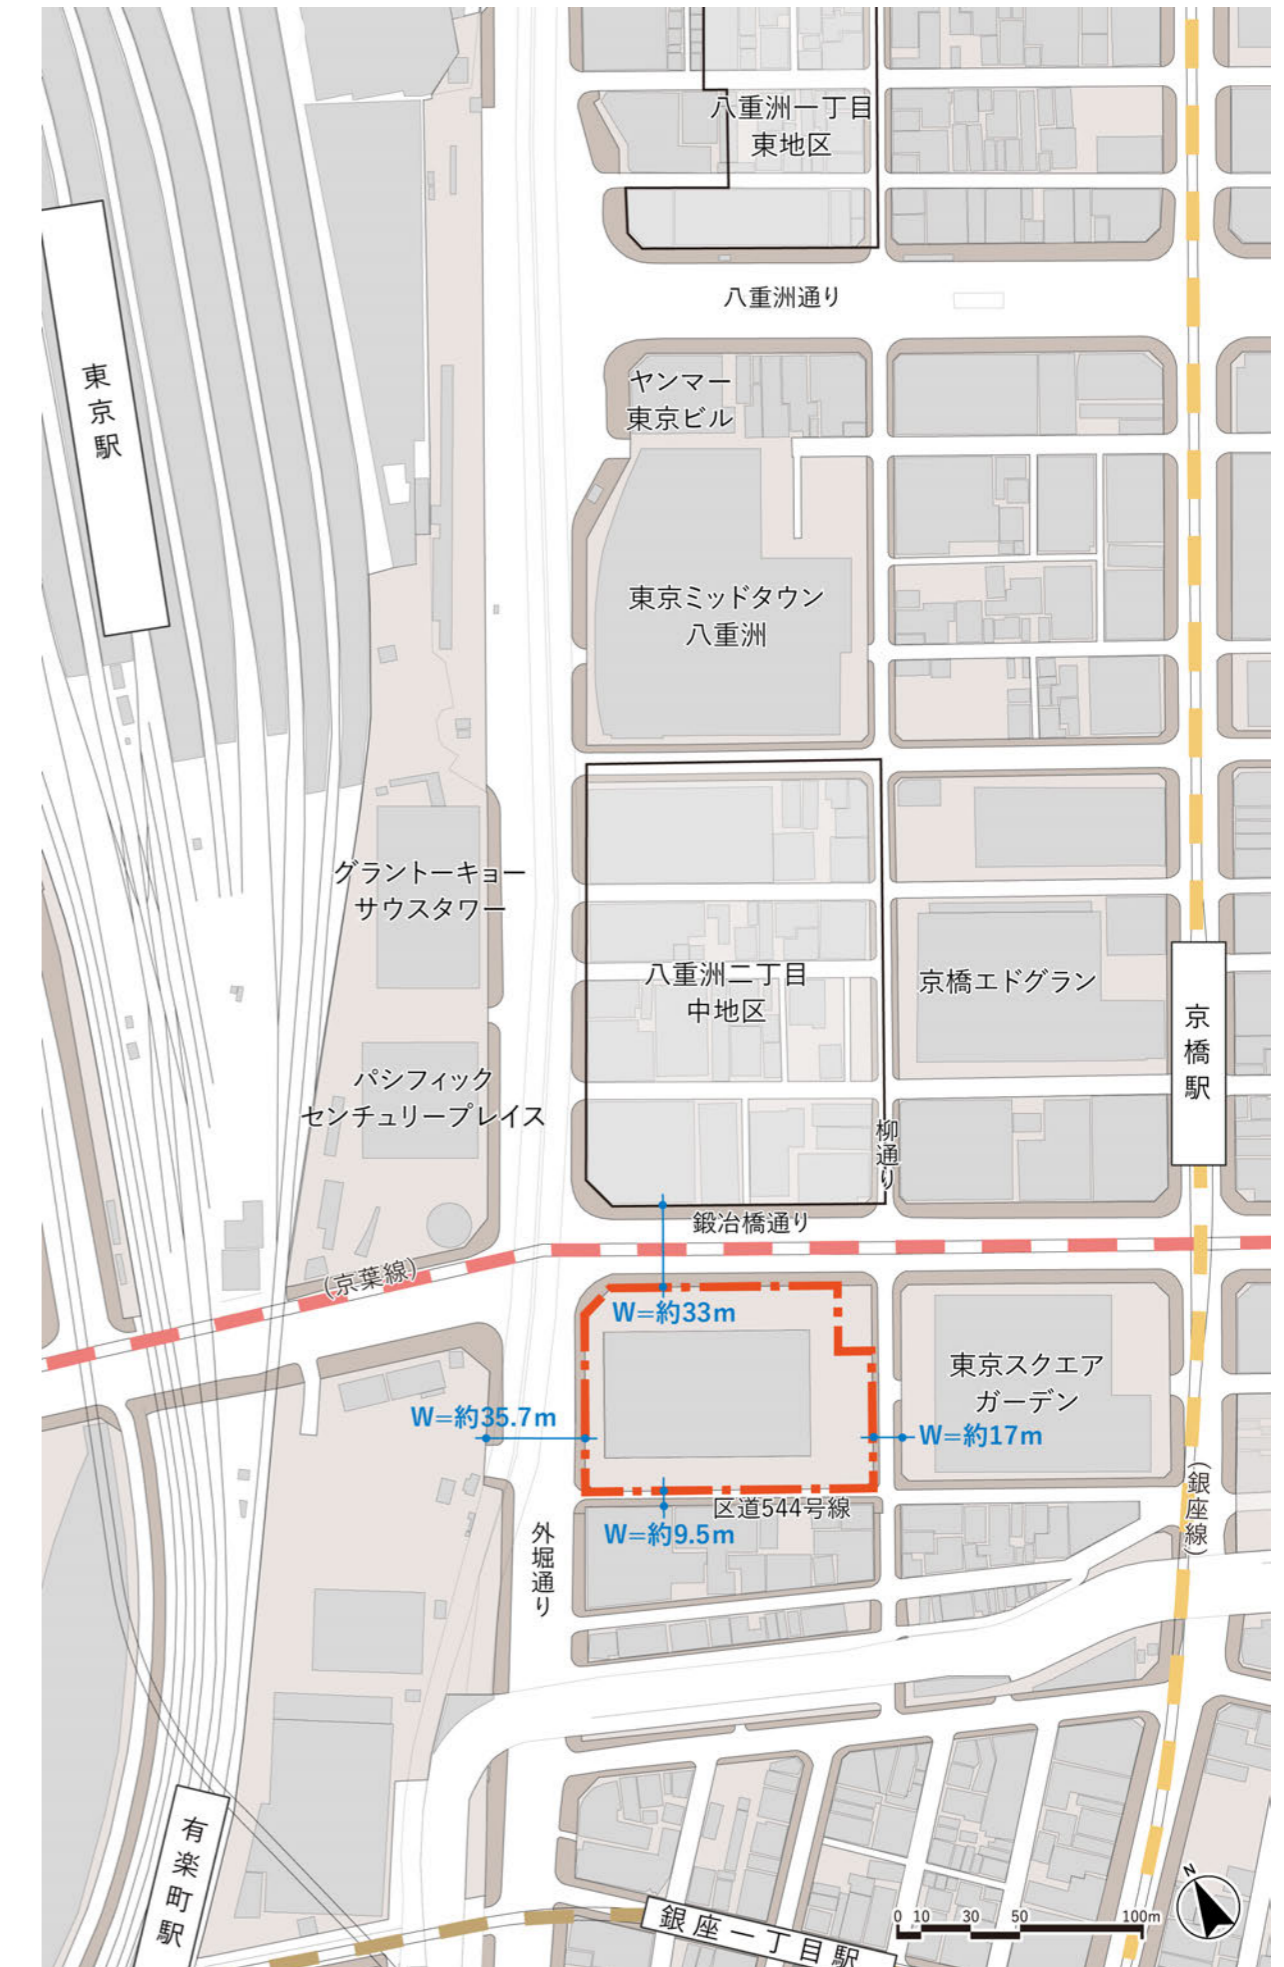 八重洲一丁目
東地区
八重洲通り
東京駅
ヤンマー
東京ビル
東京ミッドタウン
八重洲
グラントーキョー
サウスタワー
八重洲二丁目
中地区
京橋エドグラン
京橋駅
パシフィック
センチュリープレイス
柳通り
鍛冶橋通り
(京葉線)
W=約33m
東京スクエア
ガーデン
W=約35.7m
W=約17m
(銀座線)
区道544号線
W=約9.5m
外堀通り
有楽町駅
銀座一丁目駅
N
0 10 30 50 100m